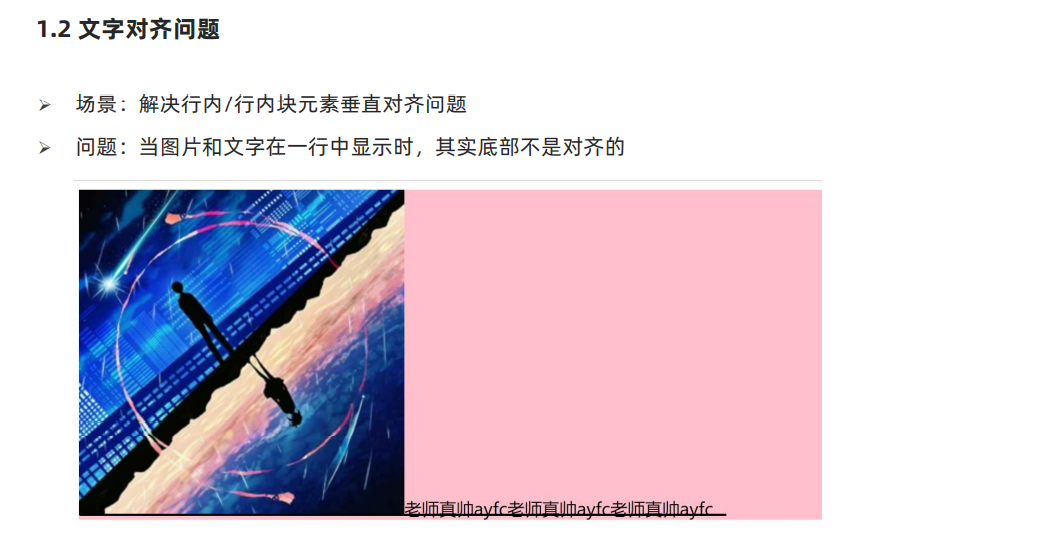 1.2 文字对齐问题
场景：解决行内/行内块元素垂直对齐问题
问题：当图片和文字在一行中显示时，其实底部不是对齐的
老师真帅ayfc老师真帅ayfc老师真帅ayfc